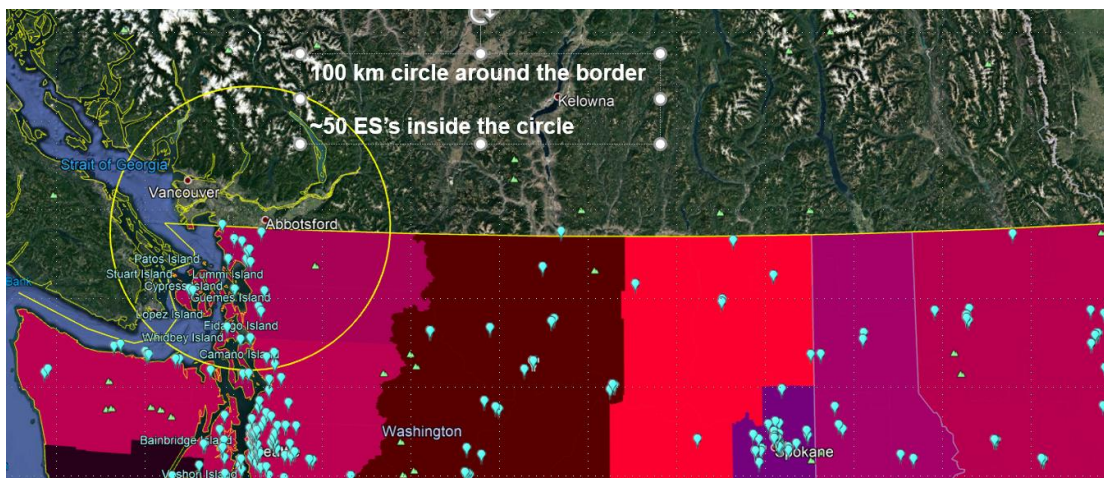 100 km circle around the border
Kelowna
~50 ES's inside the circle
Strait of Georgia
Vancouver
Abbotsford
Patos Island
Stuart Island
Lummi Island
Cypress Island
Guemes Island
Bank
Lopez Island
Fidalgo Island
Whidbey Island
Camano Island
Washington
Bainbridge Island
Spokane
Vashon Island